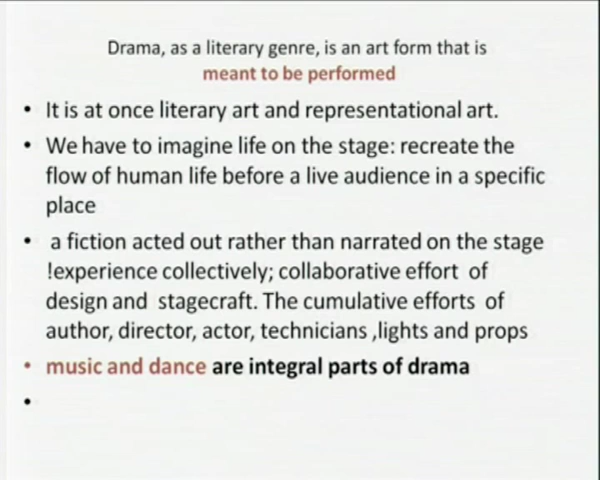 Drama, as a literary genre, is an art form that is
meant to be performed
• It is at once literary art and representational art.
• We have to imagine life on the stage: recreate the
flow of human life before a live audience in a specific
place
• a fiction acted out rather than narrated on the stage
!experience collectively; collaborative effort of
design and stagecraft. The cumulative efforts of
author, director, actor, technicians ,lights and props
• music and dance are integral parts of drama
•